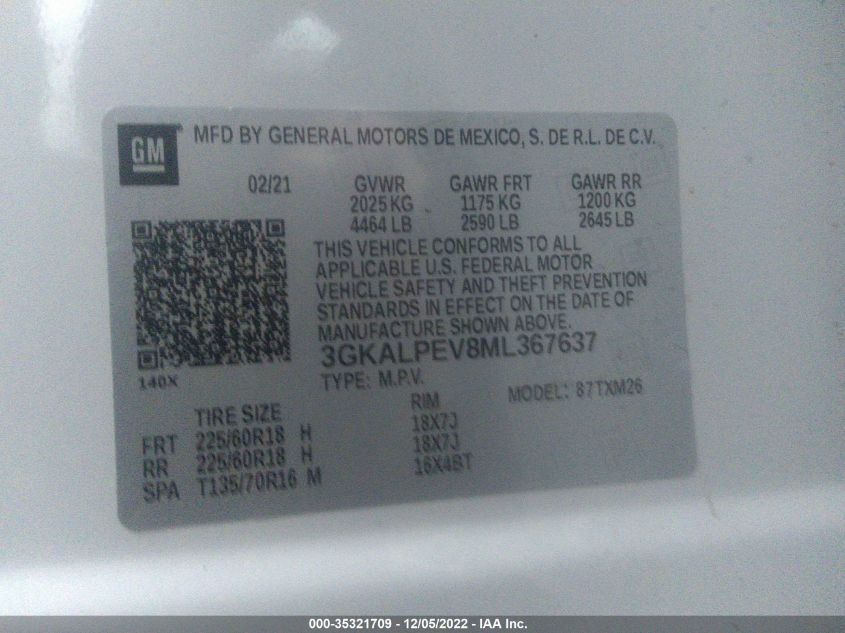 GM ® MFD BY GENERAL MOTORS DE MEXICO, S. DE R.L. DE C.V.
02/21 GVWR GAWR FRT GAWR RR
2025 KG 1175 KG 1200 KG
4464 LB 2590 LB 2645 LB
THIS VEHICLE CONFORMS TO ALL
APPLICABLE U.S. FEDERAL MOTOR
VEHICLE SAFETY AND THEFT PREVENTION
STANDARDS IN EFFECT ON THE DATE OF
MANUFACTURE SHOWN ABOVE.
3GKALPEV8ML367637
140X
TYPE: M.P.V. MODEL: 87TXM26
TIRE SIZE RIM
FRT 225/60R18 H 18X7J
RR 225/60R18 H 18X7J
SPA T135/70R16 M 16X4BT
000-35321709 - 12/05/2022 - IAA Inc.